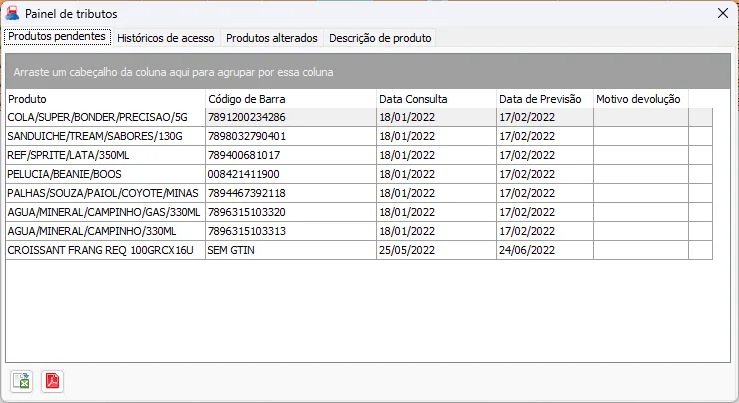 Painel de tributos
Produtos pendentes Históricos de acesso Produtos alterados Descrição de produto
Arraste um cabeçalho da coluna aqui para agrupar por essa coluna
Produto Código de Barra Data Consulta Data de Previsão Motivo devolução
COLA/SUPER/BONDER/PRECISAO/5G 7891200234286 18/01/2022 17/02/2022
SANDUICHE/TREAM/SABORES/130G 7898032790401 18/01/2022 17/02/2022
REF/SPRITE/LATA/350ML 789400681017 18/01/2022 17/02/2022
PELUCIA/BEANIE/BOOS 008421411900 18/01/2022 17/02/2022
PALHAS/SOUZA/PAIOL/COYOTE/MINAS 7894467392118 18/01/2022 17/02/2022
AGUA/MINERAL/CAMPINHO/GAS/330ML 7896315103320 18/01/2022 17/02/2022
AGUA/MINERAL/CAMPINHO/330ML 7896315103313 18/01/2022 17/02/2022
CROISSANT FRANG REQ 100GRCX16U SEM GTIN 25/05/2022 24/06/2022